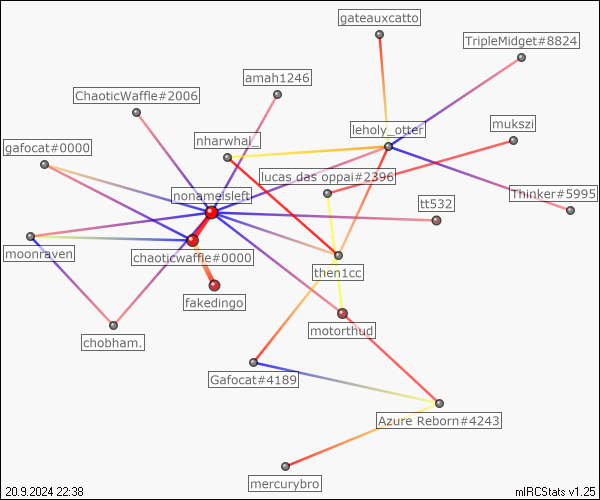 gateauxcatto
TripleMidget#8824
amah1246
ChaoticWaffle#2006
leholy_otter
mukszi
nharwhal_
gafocat#0000
lucas das oppai#2396
nonameisleft
Thinker#5995
tt532
moonraven
chaoticwaffle#0000
then1cc
fakedingo
motorthud
chobham.
Gafocat#4189
Azure Reborn#4243
mercurybro
20.9.2024 22:38
mIRCStats v1.25